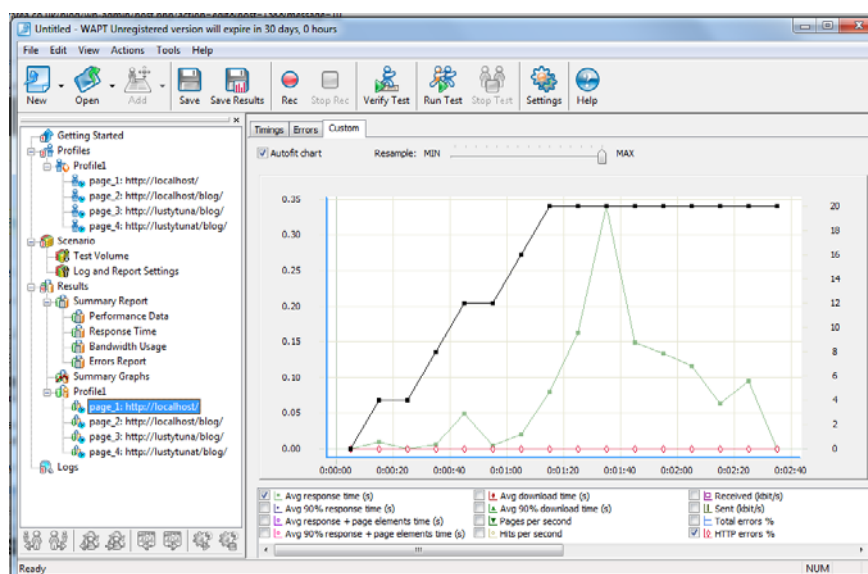 Untitled - WAPT Unregistered version will expire in 30 days, 0 hours
File Edit View Actions Tools Help
New Open Add Save Save Results Rec Stop Rec Verify Test Run Test Stop Test Settings Help
Getting Started
Profiles
Profile1
page_1: http://localhost/
page_2: http://localhost/blog/
page_3: http://lustytuna/blog/
page_4: http://lustytunat/blog/
Scenario
Test Volume
Log and Report Settings
Results
Summary Report
Performance Data
Response Time
Bandwidth Usage
Errors Report
Summary Graphs
Profile1
page_1: http://localhost/
page_2: http://localhost/blog/
page_3: http://lustytuna/blog/
page_4: http://lustytunat/blog/
Logs
Timings Errors Custom
Autofit chart Resample: MIN MAX
0.35 20
0.30 18
16
0.25 14
0.20 12
0.15 10
8
0.10 6
4
0.05 2
0.00 0
0:00:00 0:00:20 0:00:40 0:01:00 0:01:20 0:01:40 0:02:00 0:02:20 0:02:40
Avg response time (s) Avg download time (s) Received (kbit/s)
Avg 90% response time (s) Avg 90% download time (s) Sent (kbit/s)
Avg response + page elements time (s) Pages per second Total errors %
Avg 90% response + page elements time (s) Hits per second HTTP errors %
Ready NUM